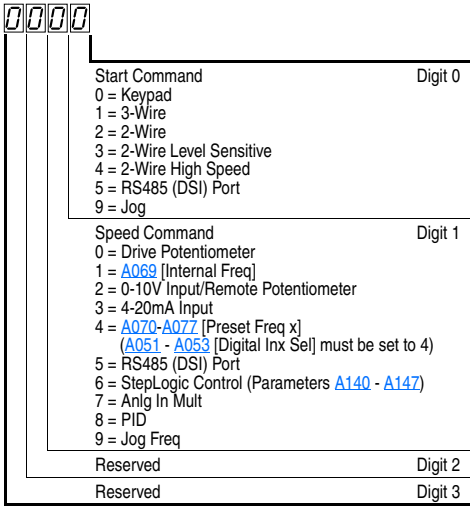 0000
Start Command Digit 0
0 = Keypad
1 = 3-Wire
2 = 2-Wire
3 = 2-Wire Level Sensitive
4 = 2-Wire High Speed
5 = RS485 (DSI) Port
9 = Jog
Speed Command Digit 1
0 = Drive Potentiometer
1 = A069 [Internal Freq]
2 = 0-10V Input/Remote Potentiometer
3 = 4-20mA Input
4 = A070-A077 [Preset Freq x]
(A051 - A053 [Digital Inx Sel] must be set to 4)
5 = RS485 (DSI) Port
6 = StepLogic Control (Parameters A140 - A147)
7 = Anlg In Mult
8 = PID
9 = Jog Freq
Reserved Digit 2
Reserved Digit 3